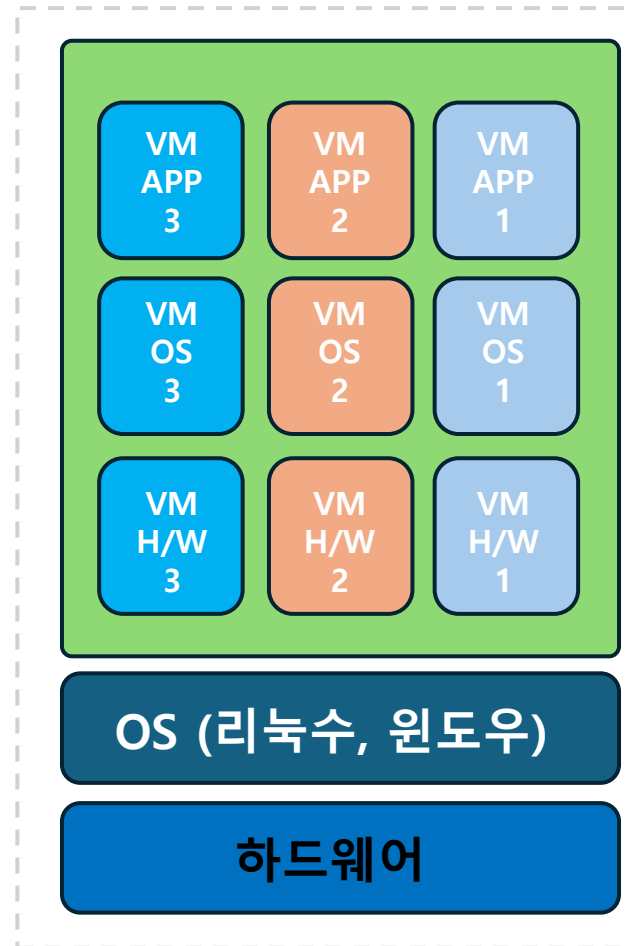 VM
APP
3
VM
APP
2
VM
APP
1
VM
OS
3
VM
OS
2
VM
OS
1
VM
H/W
3
VM
H/W
2
VM
H/W
1
OS (리눅수, 윈도우)
하드웨어